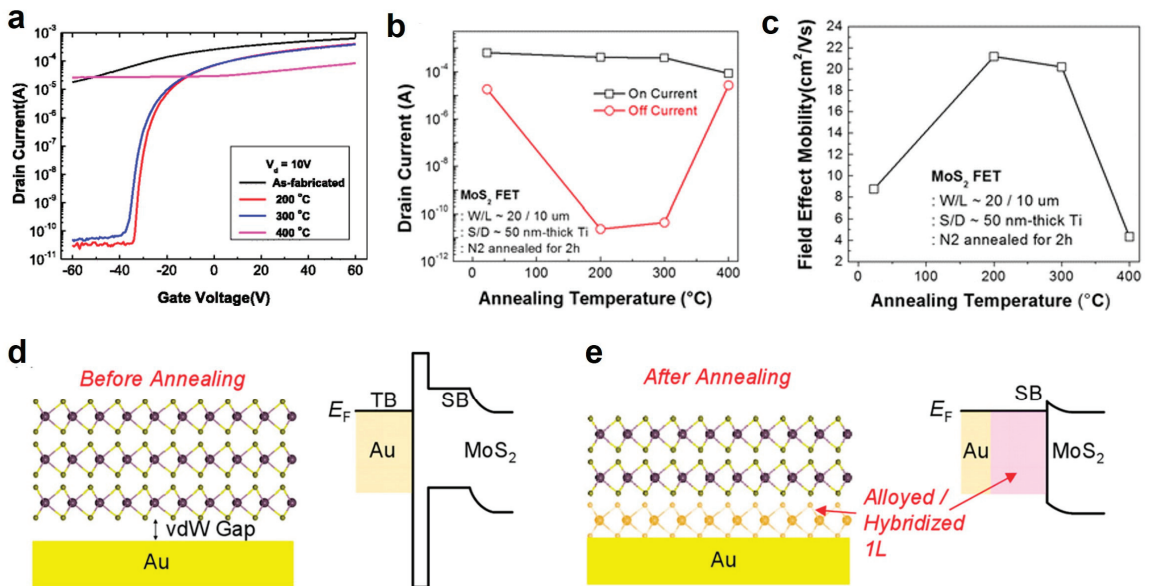 a
Drain Current(A)
10⁻³
10⁻⁴
10⁻⁵
10⁻⁶
10⁻⁷
10⁻⁸
10⁻⁹
10⁻¹⁰
10⁻¹¹
V_d = 10V
As-fabricated
200 °C
300 °C
400 °C
-60 -40 -20 0 20 40 60
Gate Voltage(V)
b
Drain Current (A)
10⁻⁴
10⁻⁶
10⁻⁸
10⁻¹⁰
10⁻¹²
On Current
Off Current
MoS₂ FET
: W/L ~ 20 / 10 um
: S/D ~ 50 nm-thick Ti
: N2 annealed for 2h
0 100 200 300 400
Annealing Temperature (°C)
c
Field Effect Mobility(cm²/Vs)
24
22
20
18
16
14
12
10
8
6
4
2
MoS₂ FET
: W/L ~ 20 / 10 um
: S/D ~ 50 nm-thick Ti
: N2 annealed for 2h
0 100 200 300 400
Annealing Temperature (°C)
d
Before Annealing
vdW Gap
Au
E_F
TB
SB
Au
MoS₂
e
After Annealing
Au
E_F
SB
Au
MoS₂
Alloyed /
Hybridized
1L